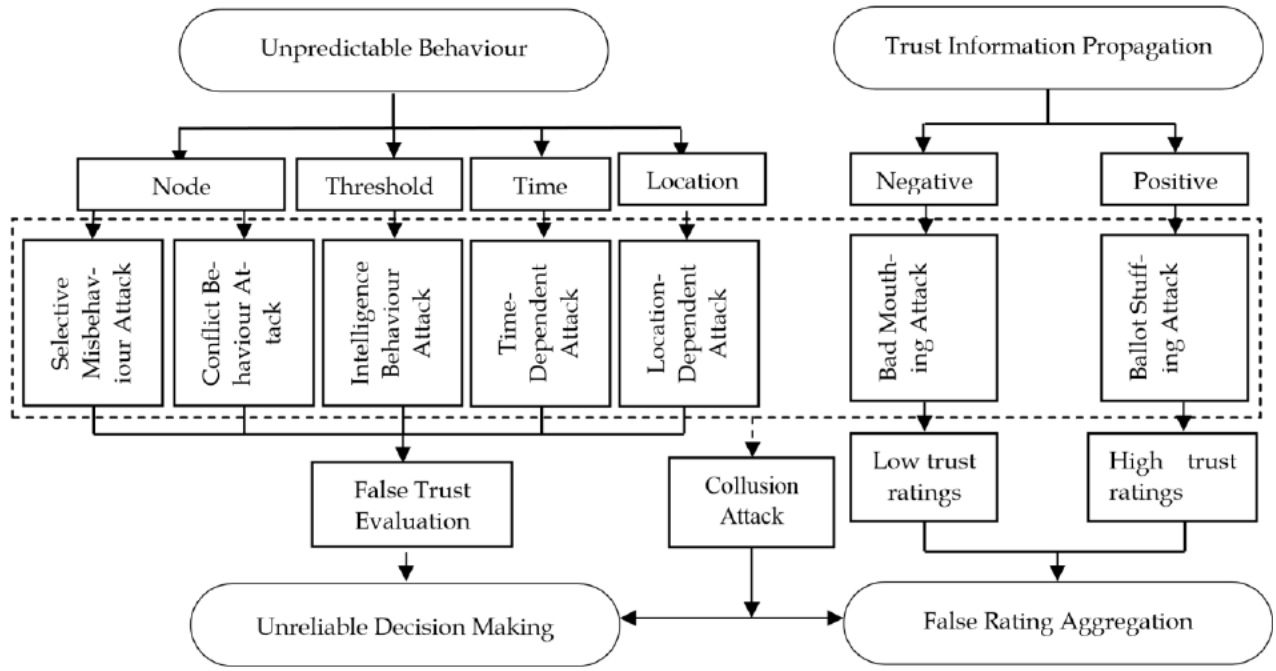 Unpredictable Behaviour
Trust Information Propagation
Node
Threshold
Time
Location
Negative
Positive
Selective
Misbehav-
iour Attack
Conflict Be-
haviour At-
tack
Intelligence
Behaviour
Attack
Time-
Dependent
Attack
Location-
Dependent
Attack
Bad Mouth-
ing Attack
Ballot Stuff-
ing Attack
False Trust
Evaluation
Collusion
Attack
Low trust
ratings
High trust
ratings
Unreliable Decision Making
False Rating Aggregation